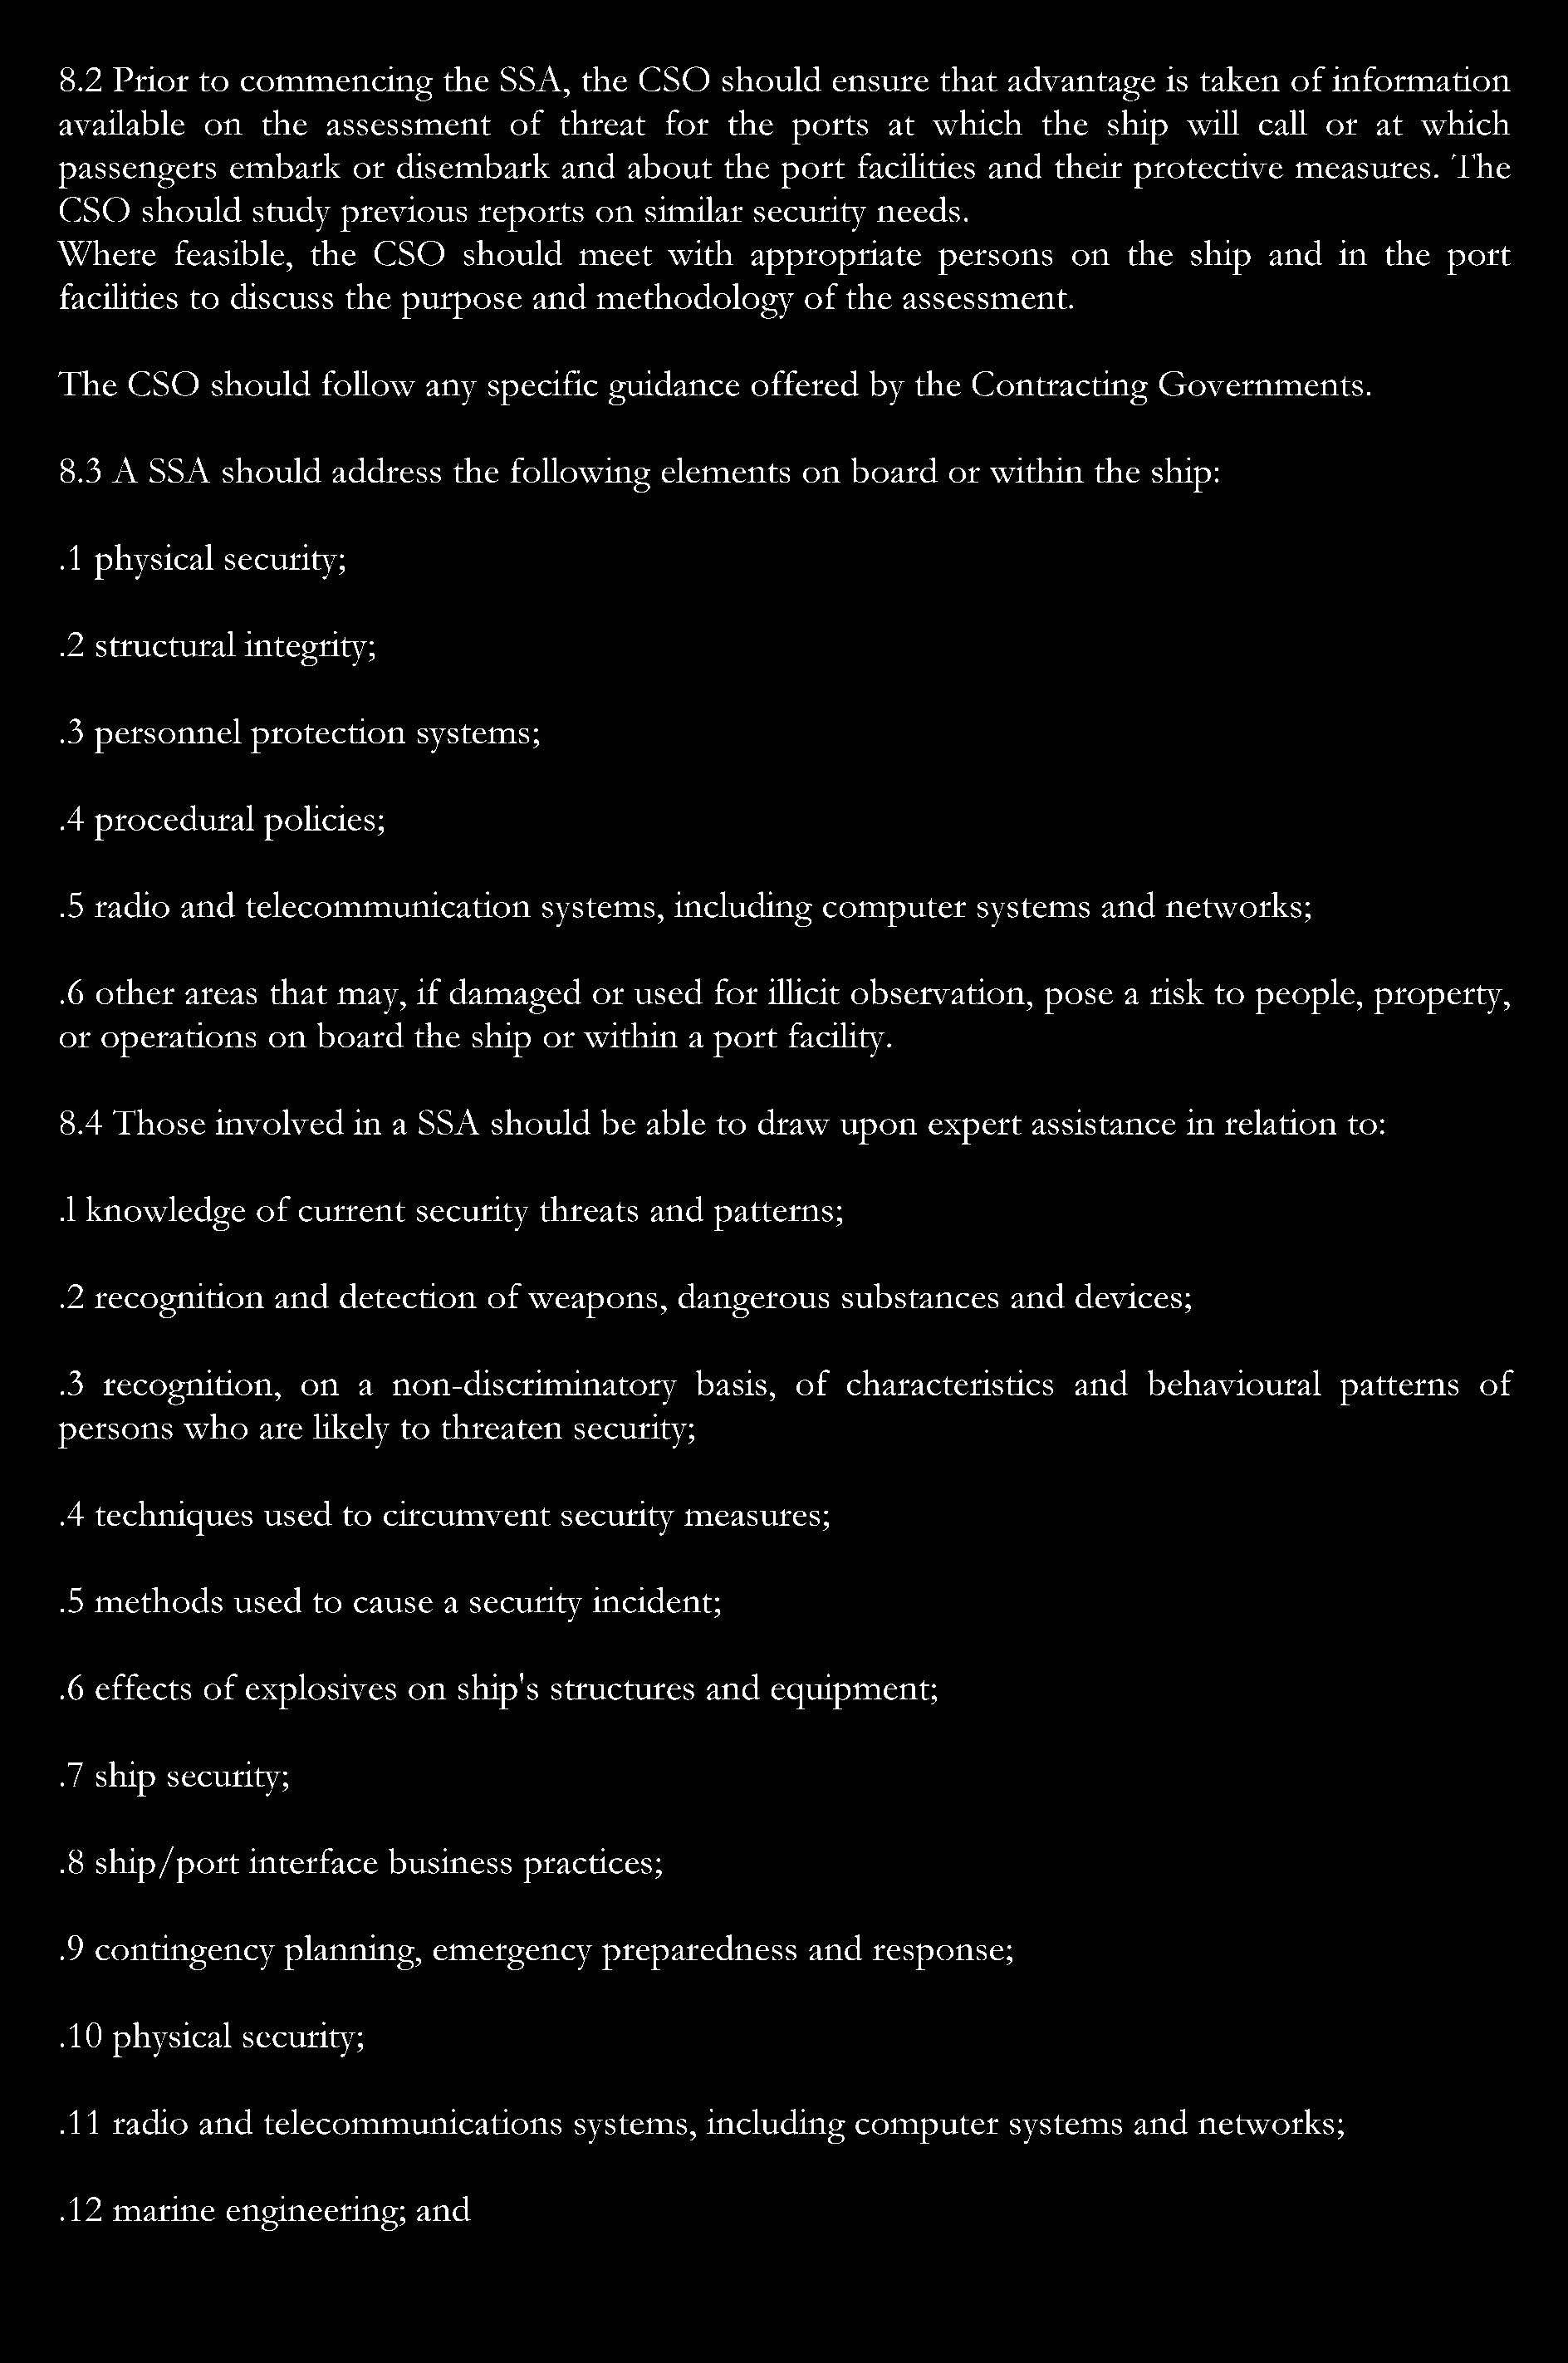 8.2 Prior to commencing the SSA, the CSO should ensure that advantage is taken of information
available on the assessment of threat for the ports at which the ship will call or at which
passengers embark or disembark and about the port facilities and their protective measures. The
CSO should study previous reports on similar security needs.
Where feasible, the CSO should meet with appropriate persons on the ship and in the port
facilities to discuss the purpose and methodology of the assessment.
The CSO should follow any specific guidance offered by the Contracting Governments.
8.3 A SSA should address the following elements on board or within the ship:
.1 physical security;
.2 structural integrity;
.3 personnel protection systems;
.4 procedural policies;
.5 radio and telecommunication systems, including computer systems and networks;
.6 other areas that may, if damaged or used for illicit observation, pose a risk to people, property,
or operations on board the ship or within a port facility.
8.4 Those involved in a SSA should be able to draw upon expert assistance in relation to:
.l knowledge of current security threats and patterns;
.2 recognition and detection of weapons, dangerous substances and devices;
.3 recognition, on a non-discriminatory basis, of characteristics and behavioural patterns of
persons who are likely to threaten security;
.4 techniques used to circumvent security measures;
.5 methods used to cause a security incident;
.6 effects of explosives on ship's structures and equipment;
.7 ship security;
.8 ship/port interface business practices;
.9 contingency planning, emergency preparedness and response;
.10 physical security;
.11 radio and telecommunications systems, including computer systems and networks;
.12 marine engineering; and